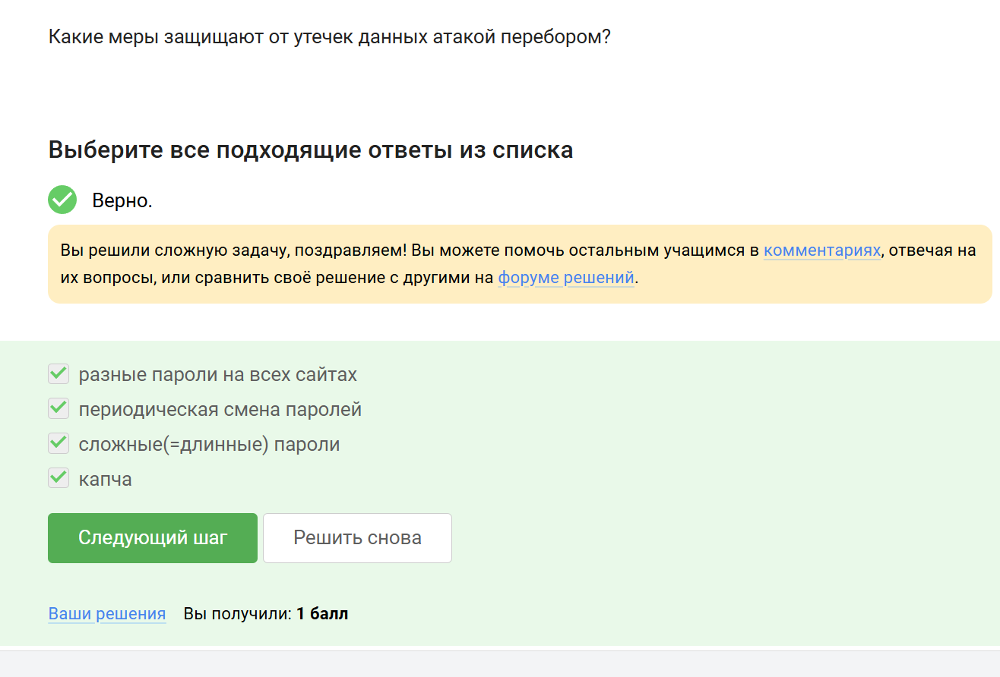 Какие меры защищают от утечек данных атакой перебором?
Выберите все подходящие ответы из списка
Верно.
Вы решили сложную задачу, поздравляем! Вы можете помочь остальным учащимся в комментариях, отвечая на
их вопросы, или сравнить своё решение с другими на форуме решений.
разные пароли на всех сайтах
периодическая смена паролей
сложные(=длинные) пароли
капча
Следующий шаг Решить снова
Ваши решения Вы получили: 1 балл